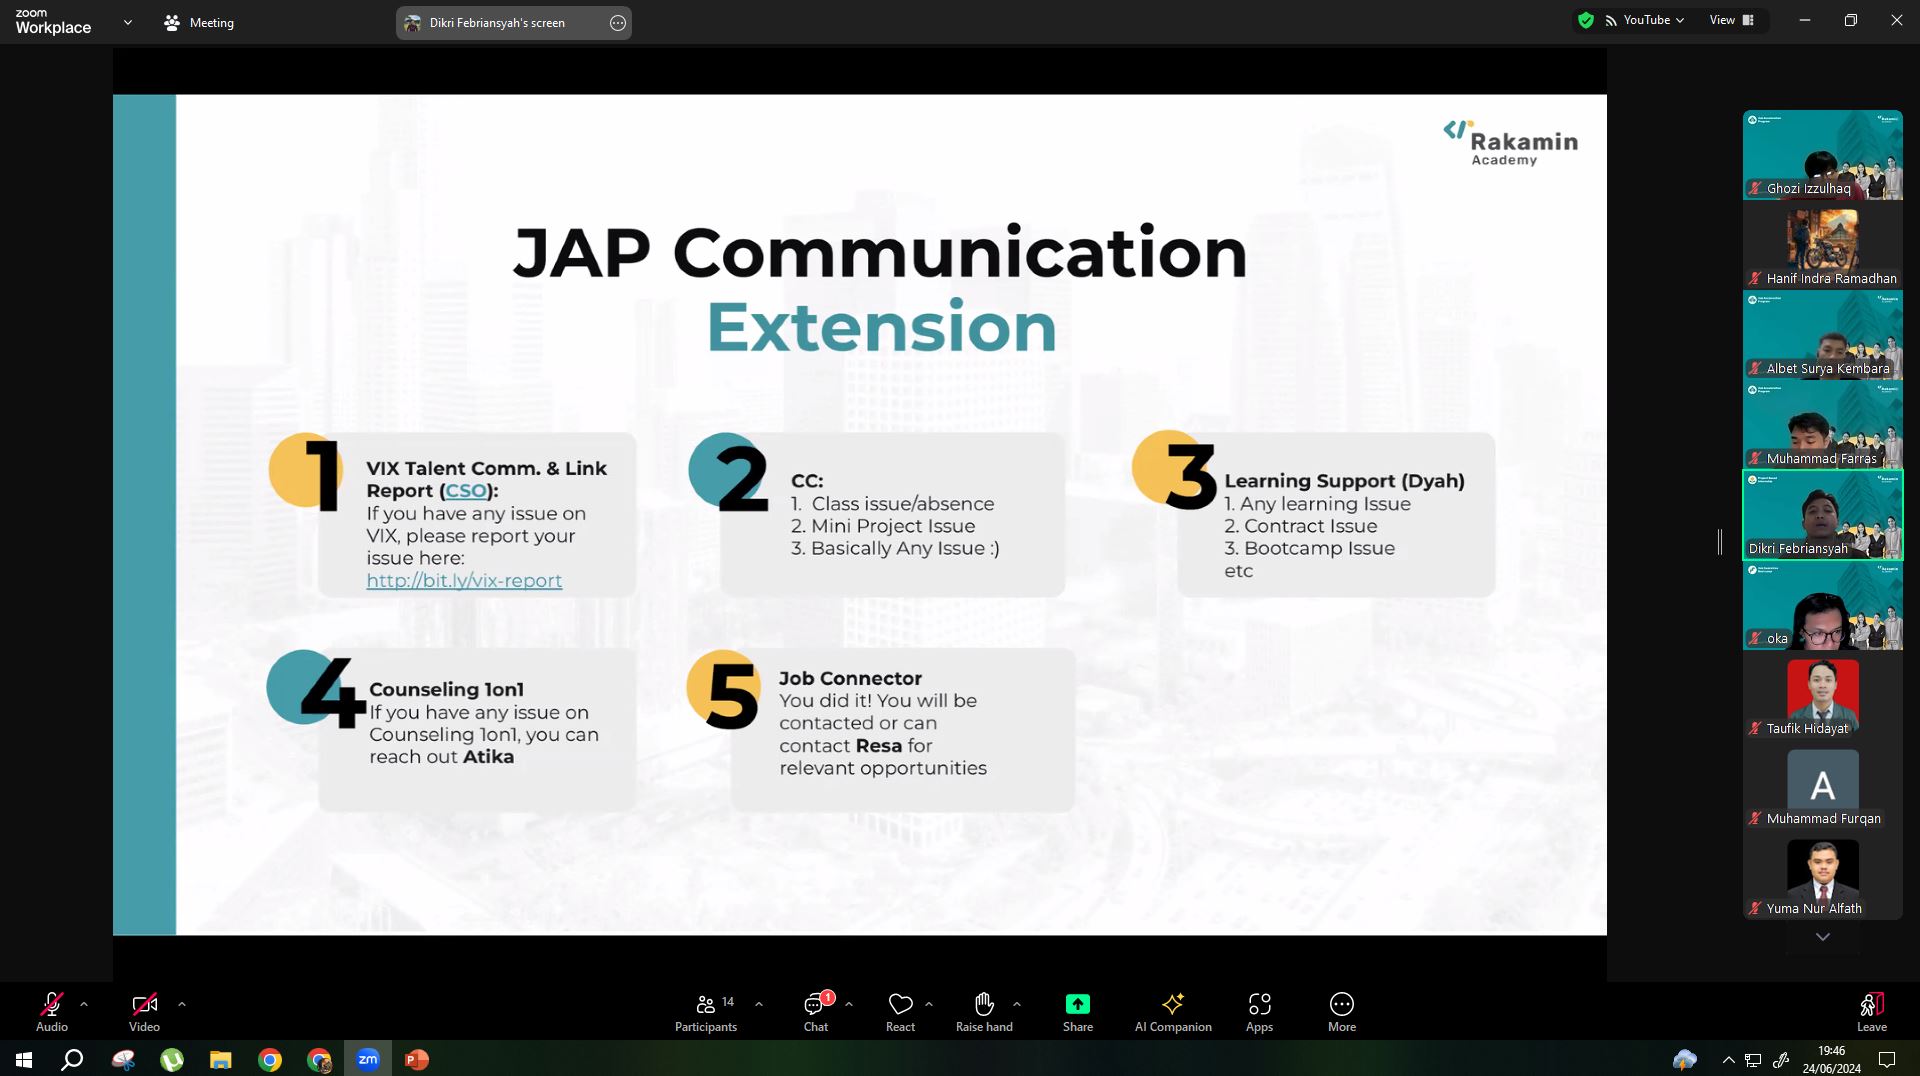 zoom
Workplace
Meeting
Dikri Febriansyah's screen
YouTube
View
Rakamin
Academy
JAP Communication
Extension
1
VIX Talent Comm. & Link
Report (CSO):
If you have any issue on
VIX, please report your
issue here:
http://bit.ly/vix-report
2
CC:
1. Class issue/absence
2. Mini Project Issue
3. Basically Any Issue :)
3
Learning Support (Dyah)
1. Any learning Issue
2. Contract Issue
3. Bootcamp Issue
etc
4
Counseling 1on1
If you have any issue on
Counseling 1on1, you can
reach out Atika
5
Job Connector
You did it! You will be
contacted or can
contact Resa for
relevant opportunities
Ghozi Izzulhaq
Hanif Indra Ramadhan
Albet Surya Kembara
Muhammad Farras
Dikri Febriansyah
oka
Taufik Hidayat
A
Muhammad Furqan
Yuma Nur Alfath
Audio
Video
14
Participants
1
Chat
React
Raise hand
Share
AI Companion
Apps
More
Leave
zm
P
19:46
24/06/2024